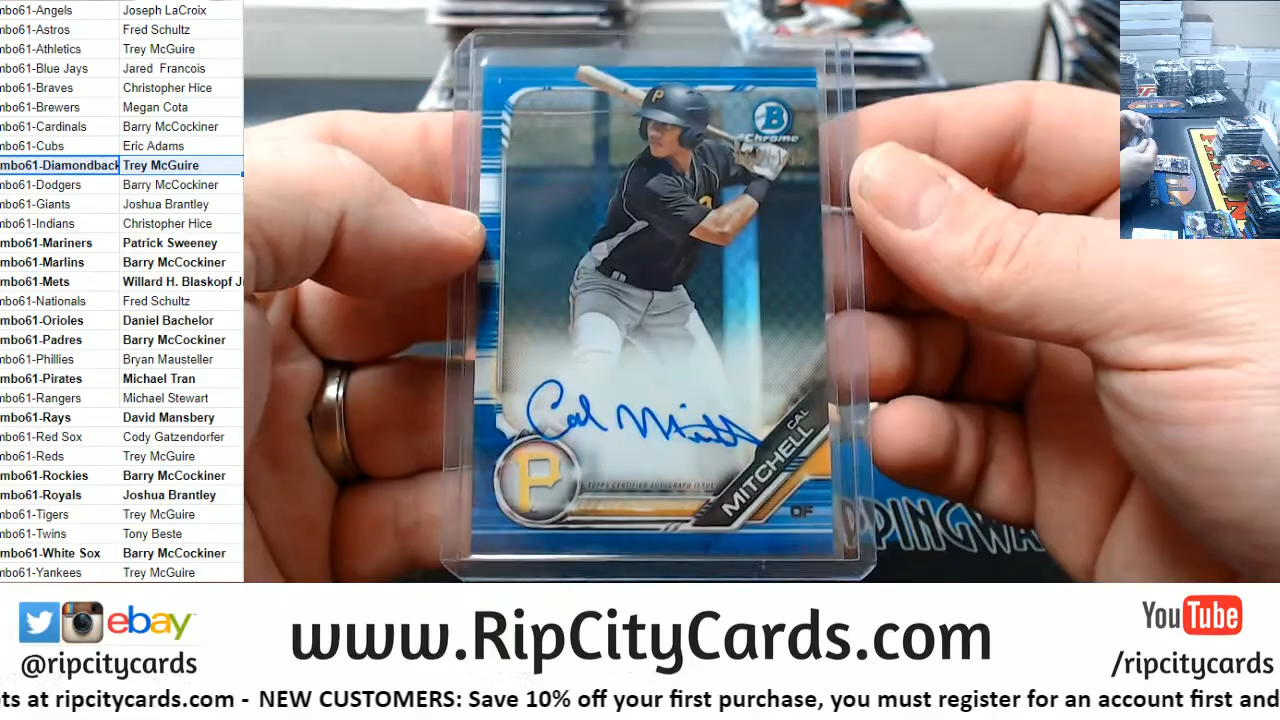 mbo61-Angels Joseph LaCroix
mbo61-Astros Fred Schultz
mbo61-Athletics Trey McGuire
mbo61-Blue Jays Jared Francois
mbo61-Braves Christopher Hice
mbo61-Brewers Megan Cota
mbo61-Cardinals Barry McCockiner
mbo61-Cubs Eric Adams
mbo61-Diamondback Trey McGuire
mbo61-Dodgers Barry McCockiner
mbo61-Giants Joshua Brantley
mbo61-Indians Christopher Hice
mbo61-Mariners Patrick Sweeney
mbo61-Marlins Barry McCockiner
mbo61-Mets Willard H. Blaskopf J
mbo61-Nationals Fred Schultz
mbo61-Orioles Daniel Bachelor
mbo61-Padres Barry McCockiner
mbo61-Phillies Bryan Mausteller
mbo61-Pirates Michael Tran
mbo61-Rangers Michael Stewart
mbo61-Rays David Mansbery
mbo61-Red Sox Cody Gatzendorfer
mbo61-Reds Trey McGuire
mbo61-Rockies Barry McCockiner
mbo61-Royals Joshua Brantley
mbo61-Tigers Trey McGuire
mbo61-Twins Tony Beste
mbo61-White Sox Barry McCockiner
mbo61-Yankees Trey McGuire
P
B
Chrome
Cal Mitchell
P
TOPPS CERTIFIED AUTOGRAPH ISSUE
CAL
MITCHELL
OF
PPINGWA
ebay
@ripcitycards
www.RipCityCards.com
YouTube
/ripcitycards
ts at ripcitycards.com - NEW CUSTOMERS: Save 10% off your first purchase, you must register for an account first and